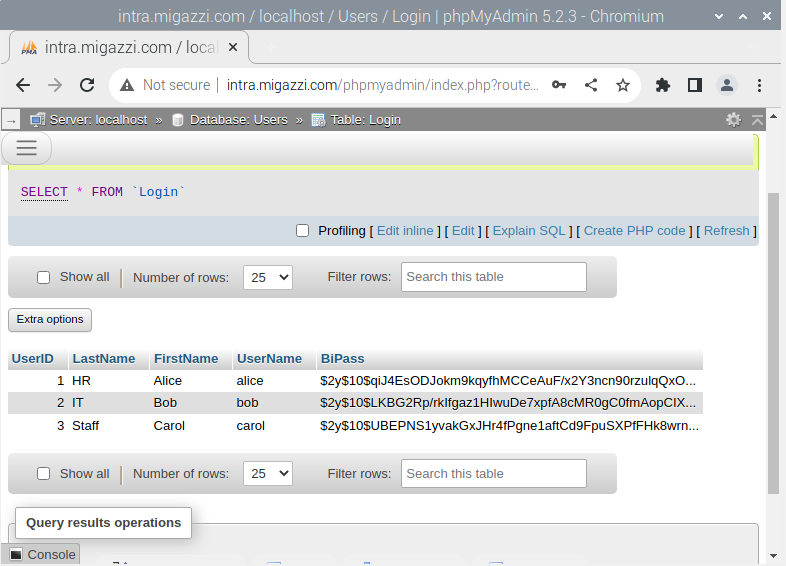 intra.migazzi.com / localhost / Users / Login | phpMyAdmin 5.2.3 - Chromium
PMA intra.migazzi.com / local
Not secure | intra.migazzi.com/phpmyadmin/index.php?route...
Server: localhost » Database: Users » Table: Login
SELECT * FROM `Login`
Profiling [ Edit inline ] [ Edit ] [ Explain SQL ] [ Create PHP code ] [ Refresh ]
Show all | Number of rows: 25 Filter rows: Search this table
Extra options
UserID LastName FirstName UserName BiPass
1 HR Alice alice $2y$10$qiJ4EsODJokm9kqyfhMCCeAuF/x2Y3ncn90rzulqQxO...
2 IT Bob bob $2y$10$LKBG2Rp/rkIfgaz1HIwuDe7xpfA8cMR0gC0fmAopCIX...
3 Staff Carol carol $2y$10$UBEPNS1yvakGxJHr4fPgne1aftCd9FpuSXPfFHk8wrn...
Show all | Number of rows: 25 Filter rows: Search this table
Query results operations
Console